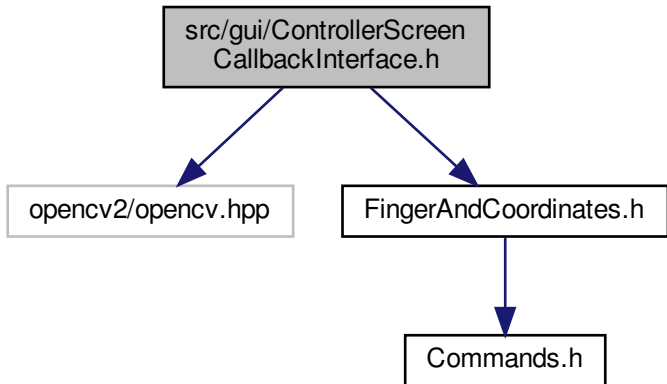 src/gui/ControllerScreen
CallbackInterface.h
opencv2/opencv.hpp
FingerAndCoordinates.h
Commands.h